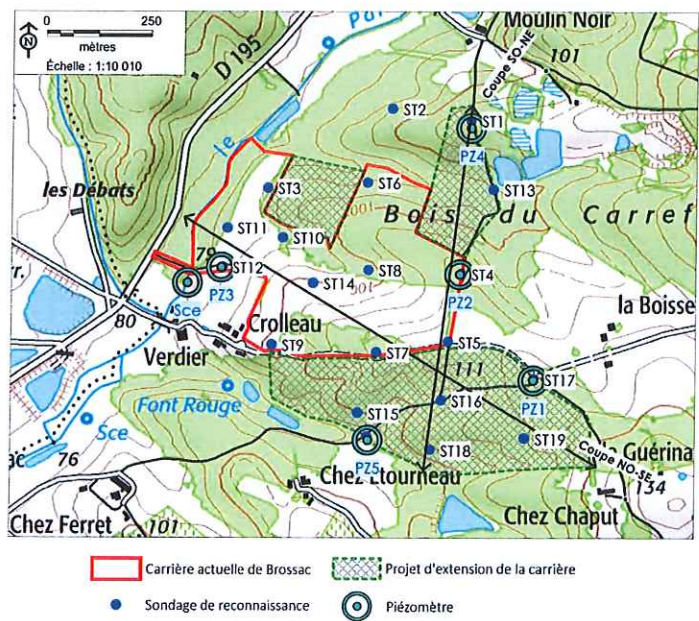 0 250
mètres
Échelle : 1:10 010
N
D 195
le
Moulin Noir
101
Coupe SO-NE
ST2
ST1
PZ4
les Débats
ST3
ST6
ST13
Bois du Carref
ST11
ST10
79
ST12
ST8
ST4
ST14
PZ3
PZ2
Sce
la Boisse
80
Crolleau
ST5
Verdier
ST9
ST7
111
ST17
Font Rouge
ST16
PZ1
ST15
Sce
ST19
ST18
76
PZ5
Guérina
Chez Etourneau
Coupe NO-SE
134
Chez Ferret
101
Chez Chaput
Carrière actuelle de Brossac
Projet d'extension de la carrière
Sondage de reconnaissance
Piézomètre